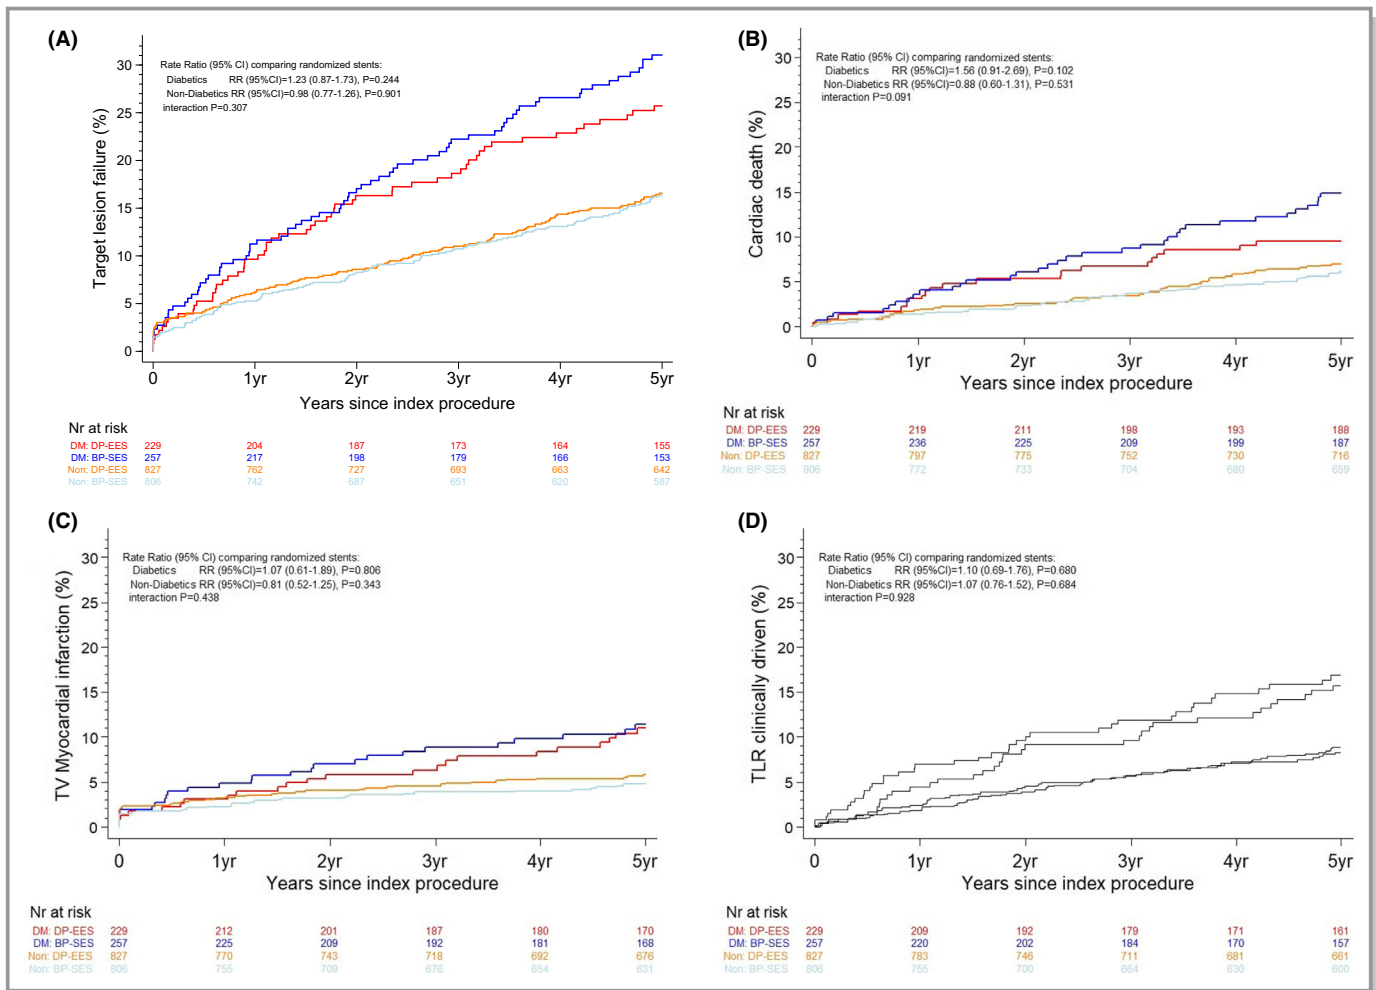 (A)
Rate Ratio (95% CI) comparing randomized stents:
Diabetics RR (95%CI)=1.23 (0.87-1.73), P=0.244
Non-Diabetics RR (95%CI)=0.98 (0.77-1.26), P=0.901
interaction P=0.307
Target lesion failure (%)
30
25
20
15
10
5
0
0 1yr 2yr 3yr 4yr 5yr
Years since index procedure
Nr at risk
DM: DP-EES 229 204 187 173 164 155
DM: BP-SES 257 217 198 179 166 153
Non: DP-EES 827 762 727 693 663 642
Non: BP-SES 806 742 687 651 620 587
(B)
Rate Ratio (95% CI) comparing randomized stents:
Diabetics RR (95%CI)=1.56 (0.91-2.69), P=0.102
Non-Diabetics RR (95%CI)=0.88 (0.60-1.31), P=0.531
interaction P=0.091
Cardiac death (%)
30
25
20
15
10
5
0
0 1yr 2yr 3yr 4yr 5yr
Years since index procedure
Nr at risk
DM: DP-EES 229 219 211 198 193 188
DM: BP-SES 257 236 225 209 199 187
Non: DP-EES 827 797 775 752 730 716
Non: BP-SES 806 772 733 704 680 659
(C)
Rate Ratio (95% CI) comparing randomized stents:
Diabetics RR (95%CI)=1.07 (0.61-1.89), P=0.806
Non-Diabetics RR (95%CI)=0.81 (0.52-1.25), P=0.343
interaction P=0.438
TV Myocardial infarction (%)
30
25
20
15
10
5
0
0 1yr 2yr 3yr 4yr 5yr
Years since index procedure
Nr at risk
DM: DP-EES 229 212 201 187 180 170
DM: BP-SES 257 225 209 192 181 168
Non: DP-EES 827 770 743 718 692 676
Non: BP-SES 806 755 709 676 654 631
(D)
Rate Ratio (95% CI) comparing randomized stents:
Diabetics RR (95%CI)=1.10 (0.69-1.76), P=0.680
Non-Diabetics RR (95%CI)=1.07 (0.76-1.52), P=0.684
interaction P=0.928
TLR clinically driven (%)
30
25
20
15
10
5
0
0 1yr 2yr 3yr 4yr 5yr
Years since index procedure
Nr at risk
DM: DP-EES 229 209 192 179 171 161
DM: BP-SES 257 220 202 184 170 157
Non: DP-EES 827 783 746 711 681 661
Non: BP-SES 806 755 700 664 630 600